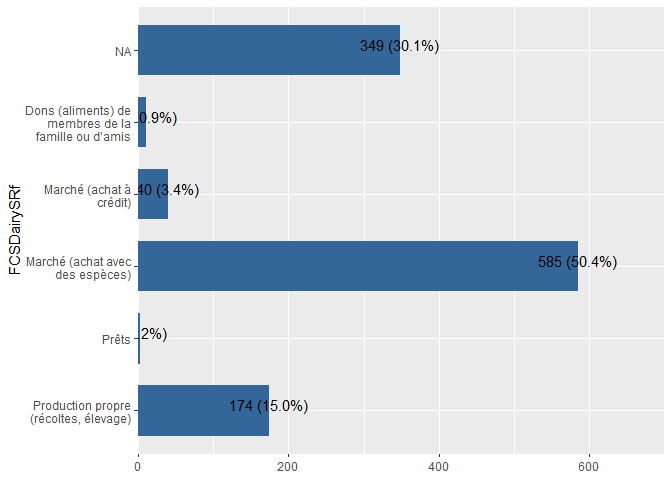 FCSDairySRf
NA
349 (30.1%)
Dons (aliments) de
membres de la
famille ou d'amis
0.9%)
Marché (achat à
crédit)
40 (3.4%)
Marché (achat avec
des espèces)
585 (50.4%)
Prêts
2%)
Production propre
(récoltes, élevage)
174 (15.0%)
0
200
400
600